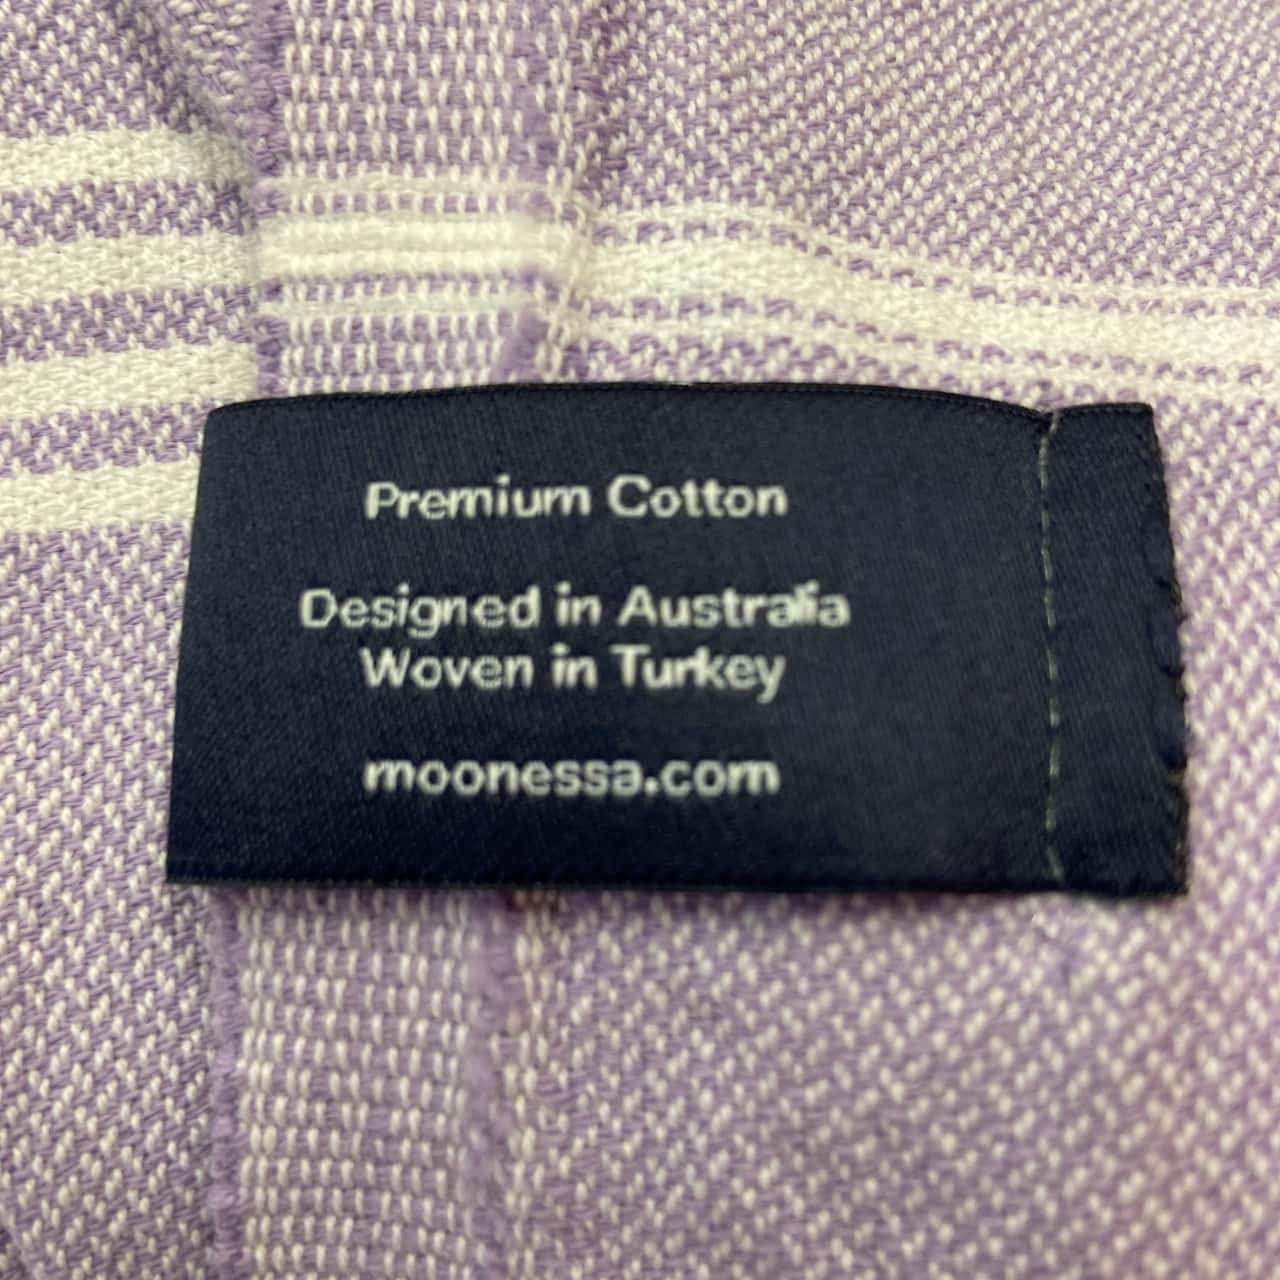 Premium Cotton
Designed in Australia
Woven in Turkey
moonessa.com